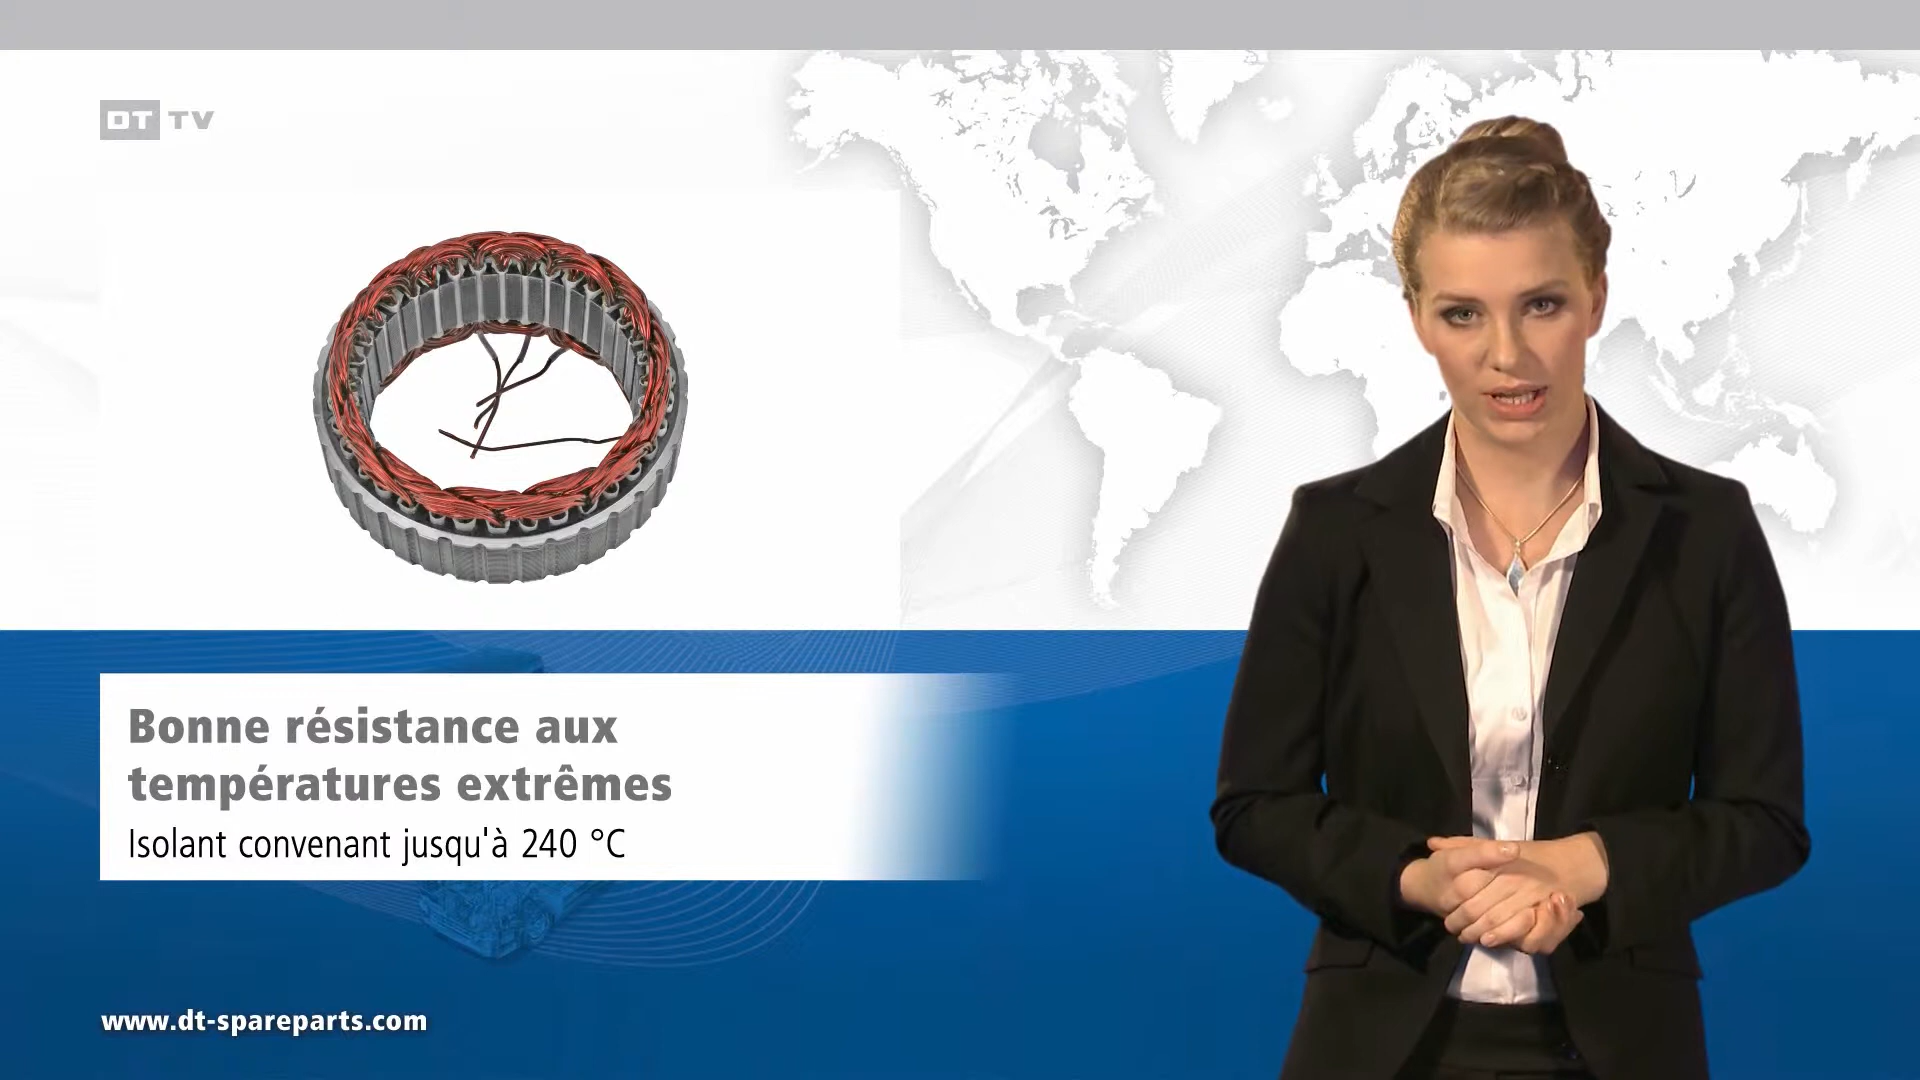 DT TV
Bonne résistance aux
températures extrêmes
Isolant convenant jusqu'à 240 °C
www.dt-spareparts.com